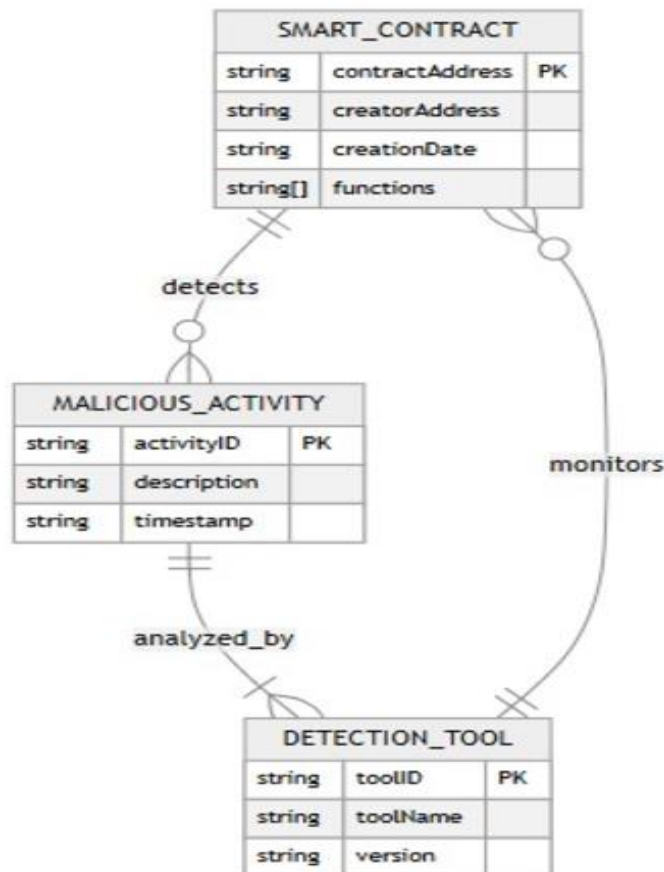 SMART_CONTRACT
string contractAddress PK
string creatorAddress
string creationDate
string[] functions
detects
MALICIOUS_ACTIVITY
string activityID PK
string description
string timestamp
monitors
analyzed_by
DETECTION_TOOL
string toolID PK
string toolName
string version